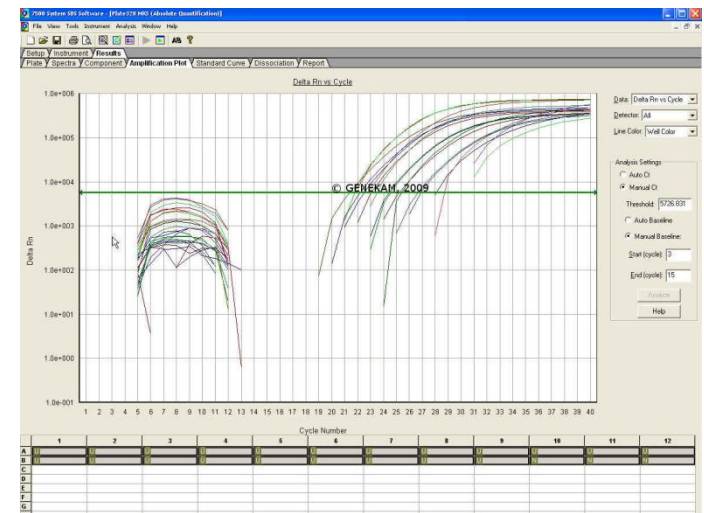 7500 System SDS Software - [Plate320 HRS (Absolute Quantification)]
File View Tools Instrument Analysis Window Help
Setup Instrument Results
Plate Spectra Component Amplification Plot Standard Curve Dissociation Report
Delta Rn vs Cycle
1.0e+006
1.0e+005
1.0e+004
1.0e+003
1.0e+002
1.0e+001
1.0e+000
1.0e-001
Delta Rn
© GENEKAM, 2009
1 2 3 4 5 6 7 8 9 10 11 12 13 14 15 16 17 18 19 20 21 22 23 24 25 26 27 28 29 30 31 32 33 34 35 36 37 38 39 40
Cycle Number
Data: Delta Rn vs Cycle
Detector: All
Line Color: Well Color
Analysis Settings
Auto Ct
Manual Ct
Threshold: 5726.831
Auto Baseline
Manual Baseline:
Start (cycle): 3
End (cycle): 15
Analyze
Help
1 2 3 4 5 6 7 8 9 10 11 12
A
B
C
D
E
F
G